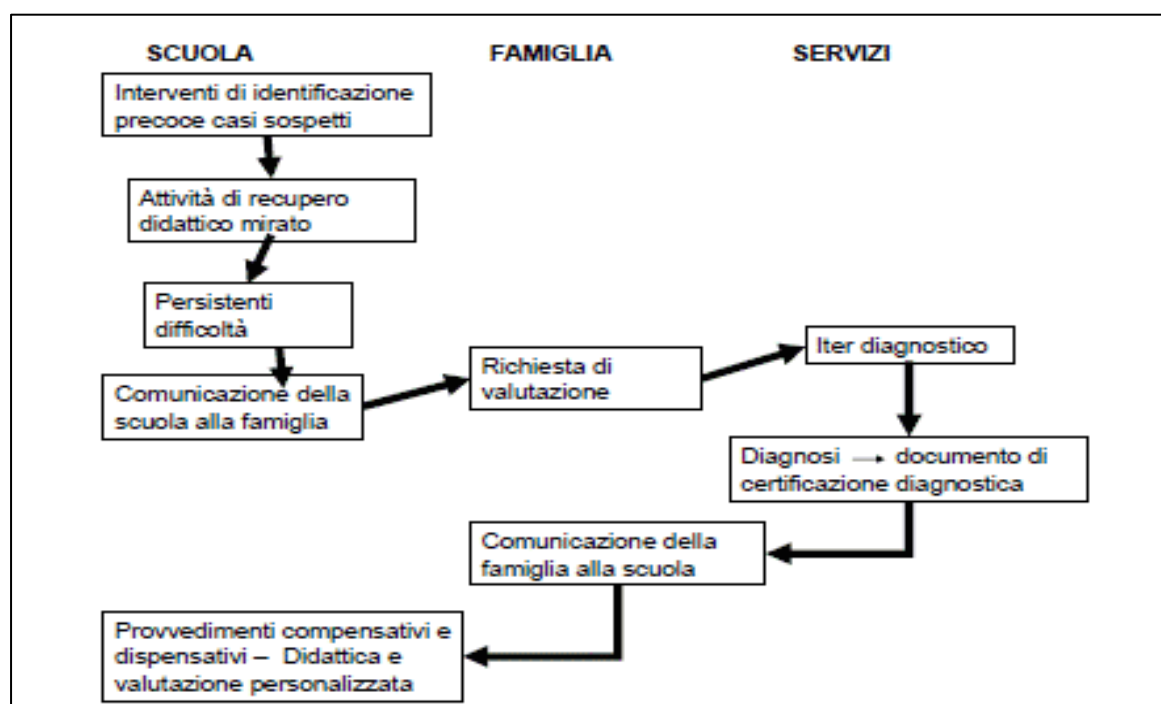 SCUOLA FAMIGLIA SERVIZI
Interventi di identificazione
precoce casi sospetti
Attività di recupero
didattico mirato
Persistenti
difficoltà
Comunicazione della
scuola alla famiglia
Richiesta di
valutazione
Iter diagnostico
Diagnosi → documento di
certificazione diagnostica
Comunicazione della
famiglia alla scuola
Provvedimenti compensativi e
dispensativi – Didattica e
valutazione personalizzata